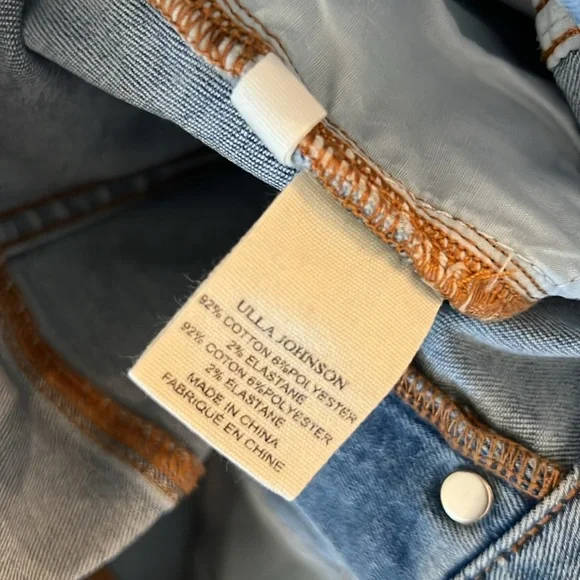 ULLA JOHNSON
92% COTTON 6%POLYESTER
2% ELASTANE
92% COTON 6%POLYESTER
2% ELASTANE
MADE IN CHINA
FABRIQUÉ EN CHINE